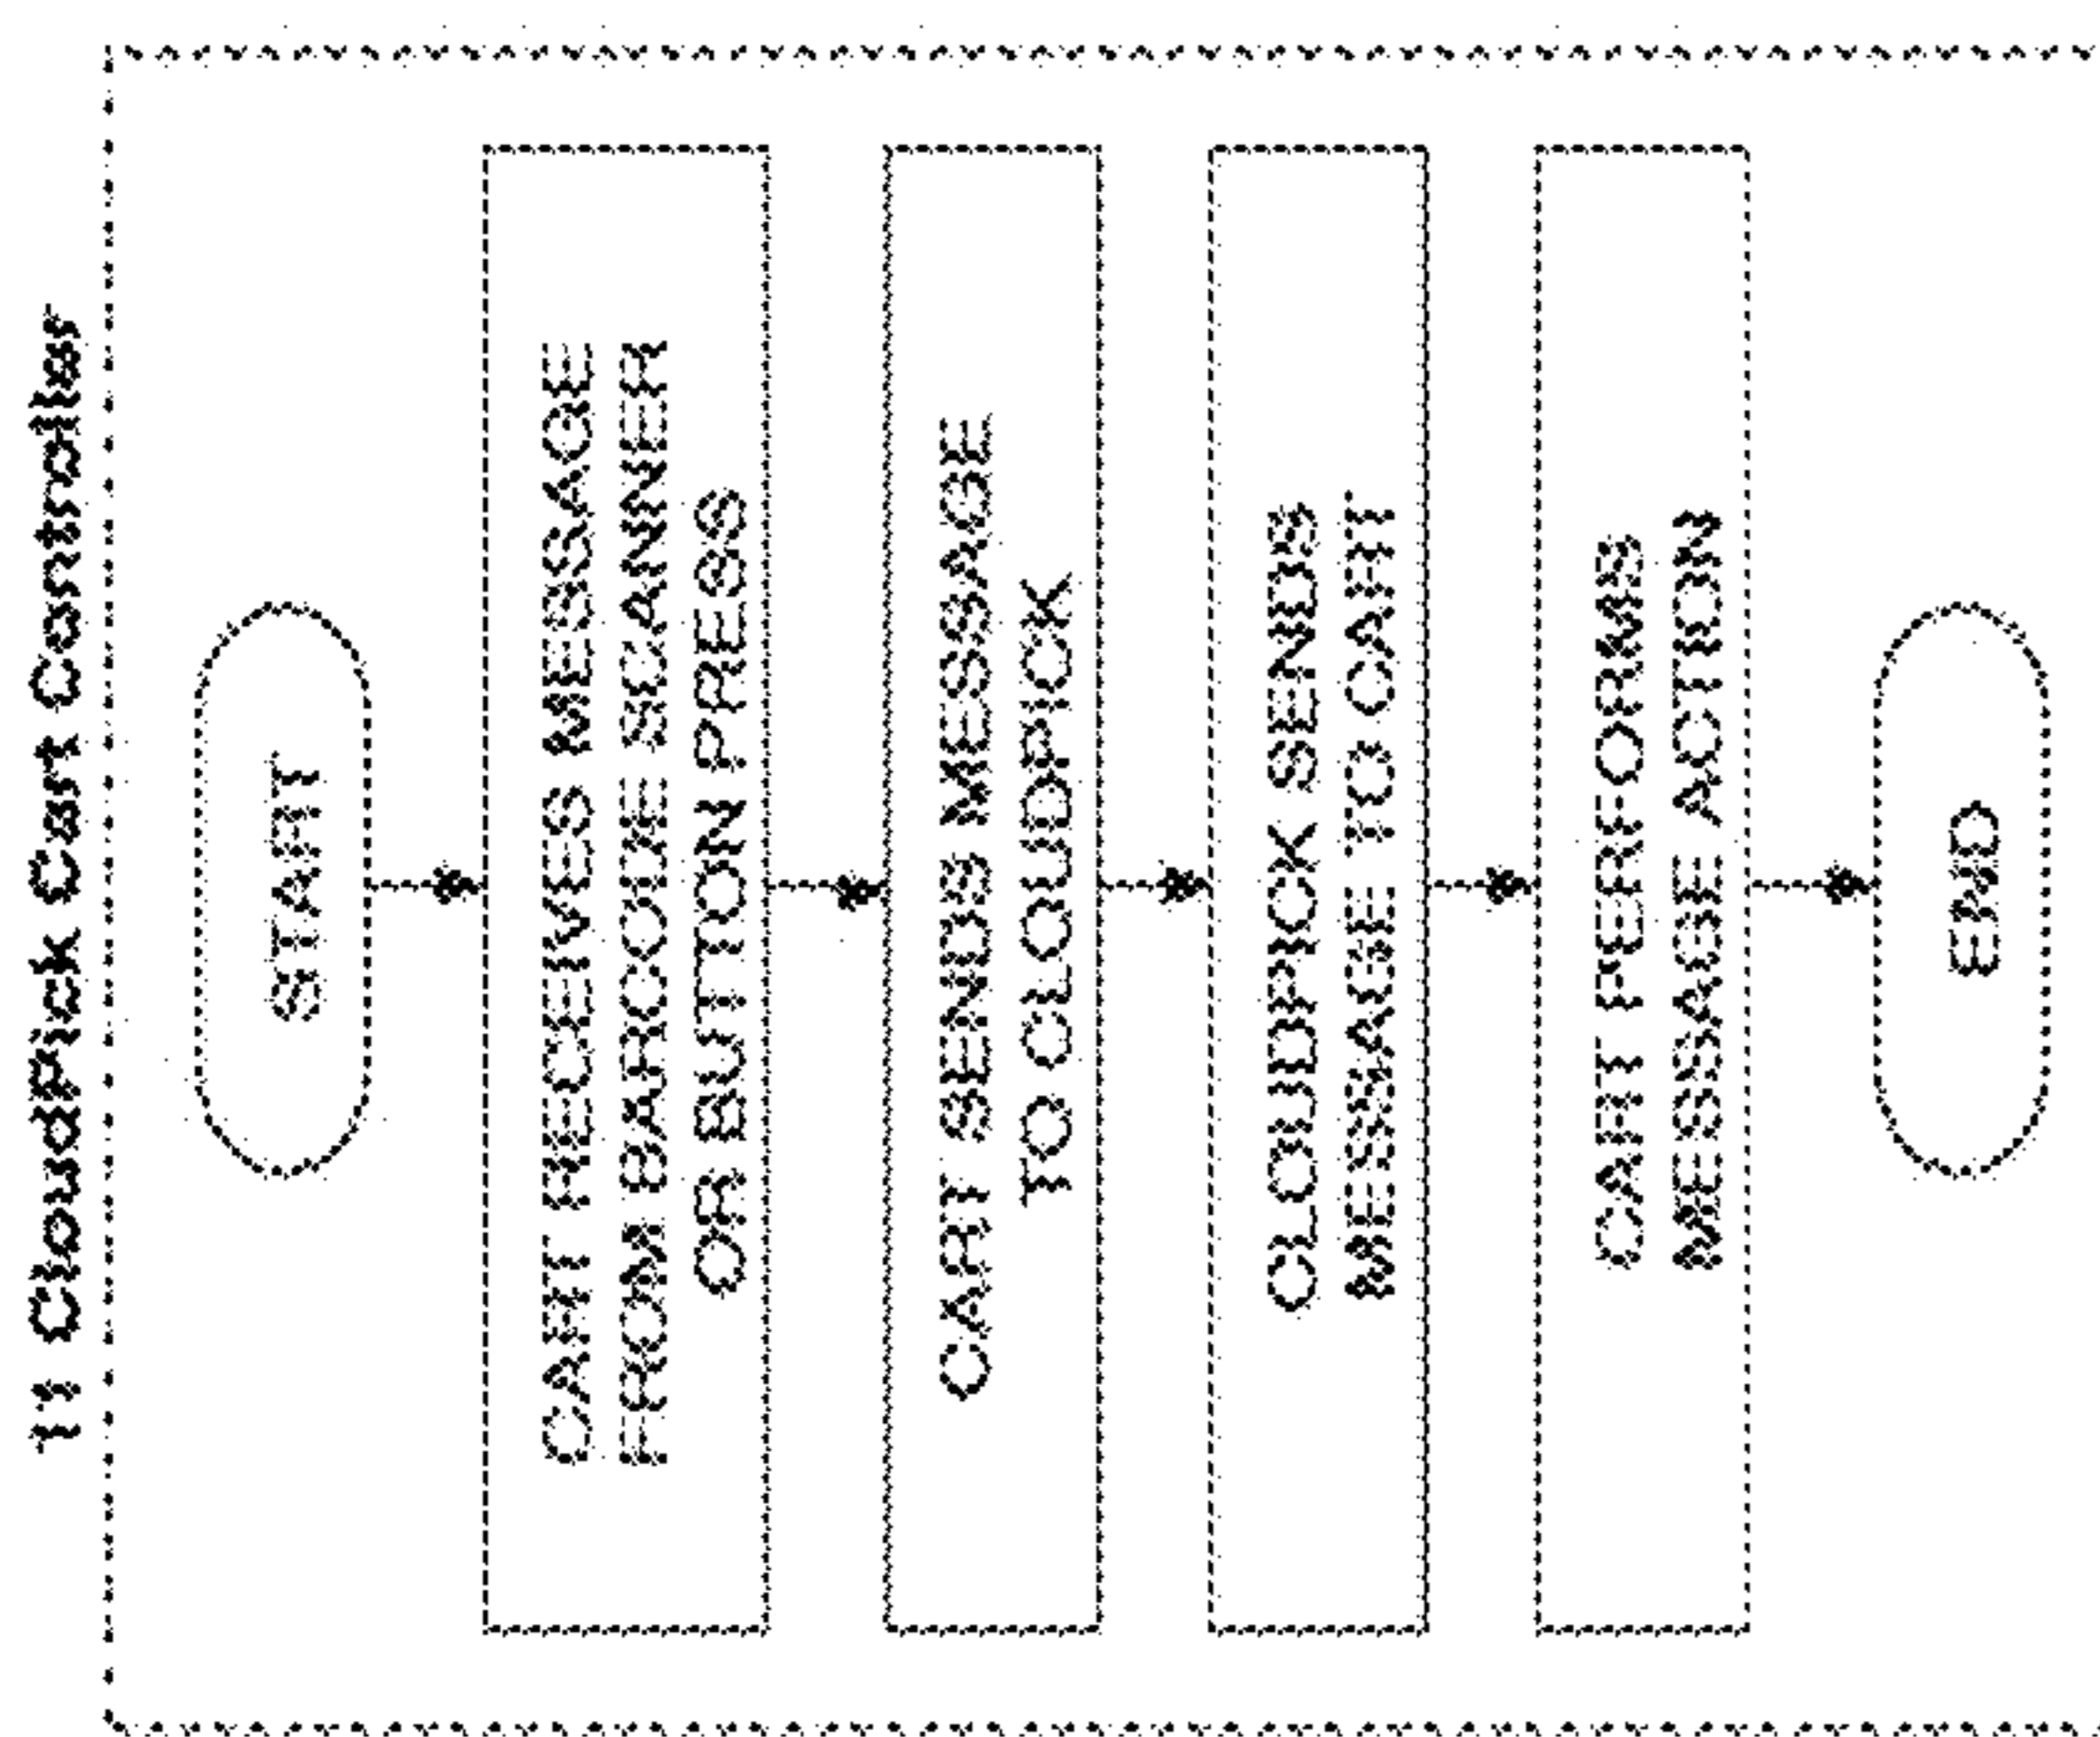 11 CloudPick Cart Controller
START
CART RECEIVES MESSAGE
FROM BARCODE SCANNER
OR BUTTON PRESS
CART SENDS MESSAGE
TO CLOUDPICK
CLOUDPICK SENDS
MESSAGE TO CART
CART PERFORMS
MESSAGE ACTION
END